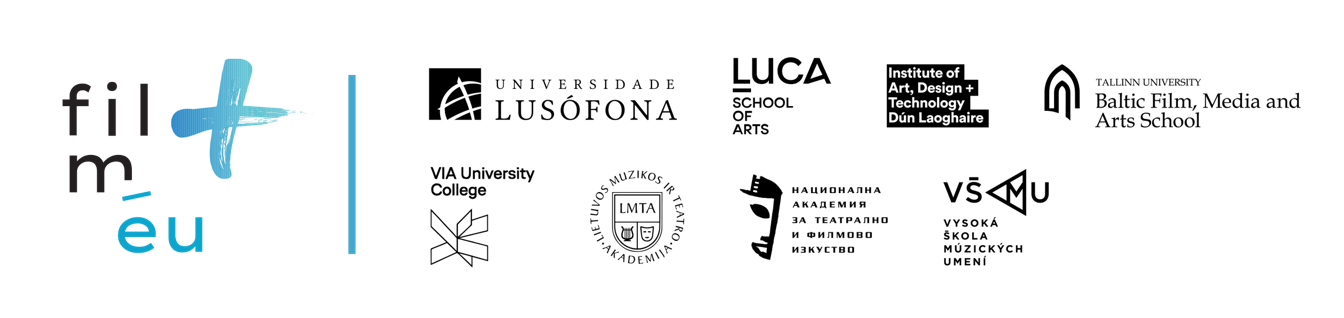 fil+
m
éu
UNIVERSIDADE
LUSÓFONA
LUCA
SCHOOL
OF
ARTS
Institute of
Art, Design +
Technology
Dún Laoghaire
TALLINN UNIVERSITY
Baltic Film, Media and
Arts School
VIA University
College
LIETUVOS MUZIKOS IR TEATRO
AKADEMIJA
LMTA
НАЦИОНАЛНА
АКАДЕМИЯ
ЗА ТЕАТРАЛНО
И ФИЛМОВО
ИЗКУСТВО
VŠMU
VYSOKÁ
ŠKOLA
MÚZICKÝCH
UMENÍ